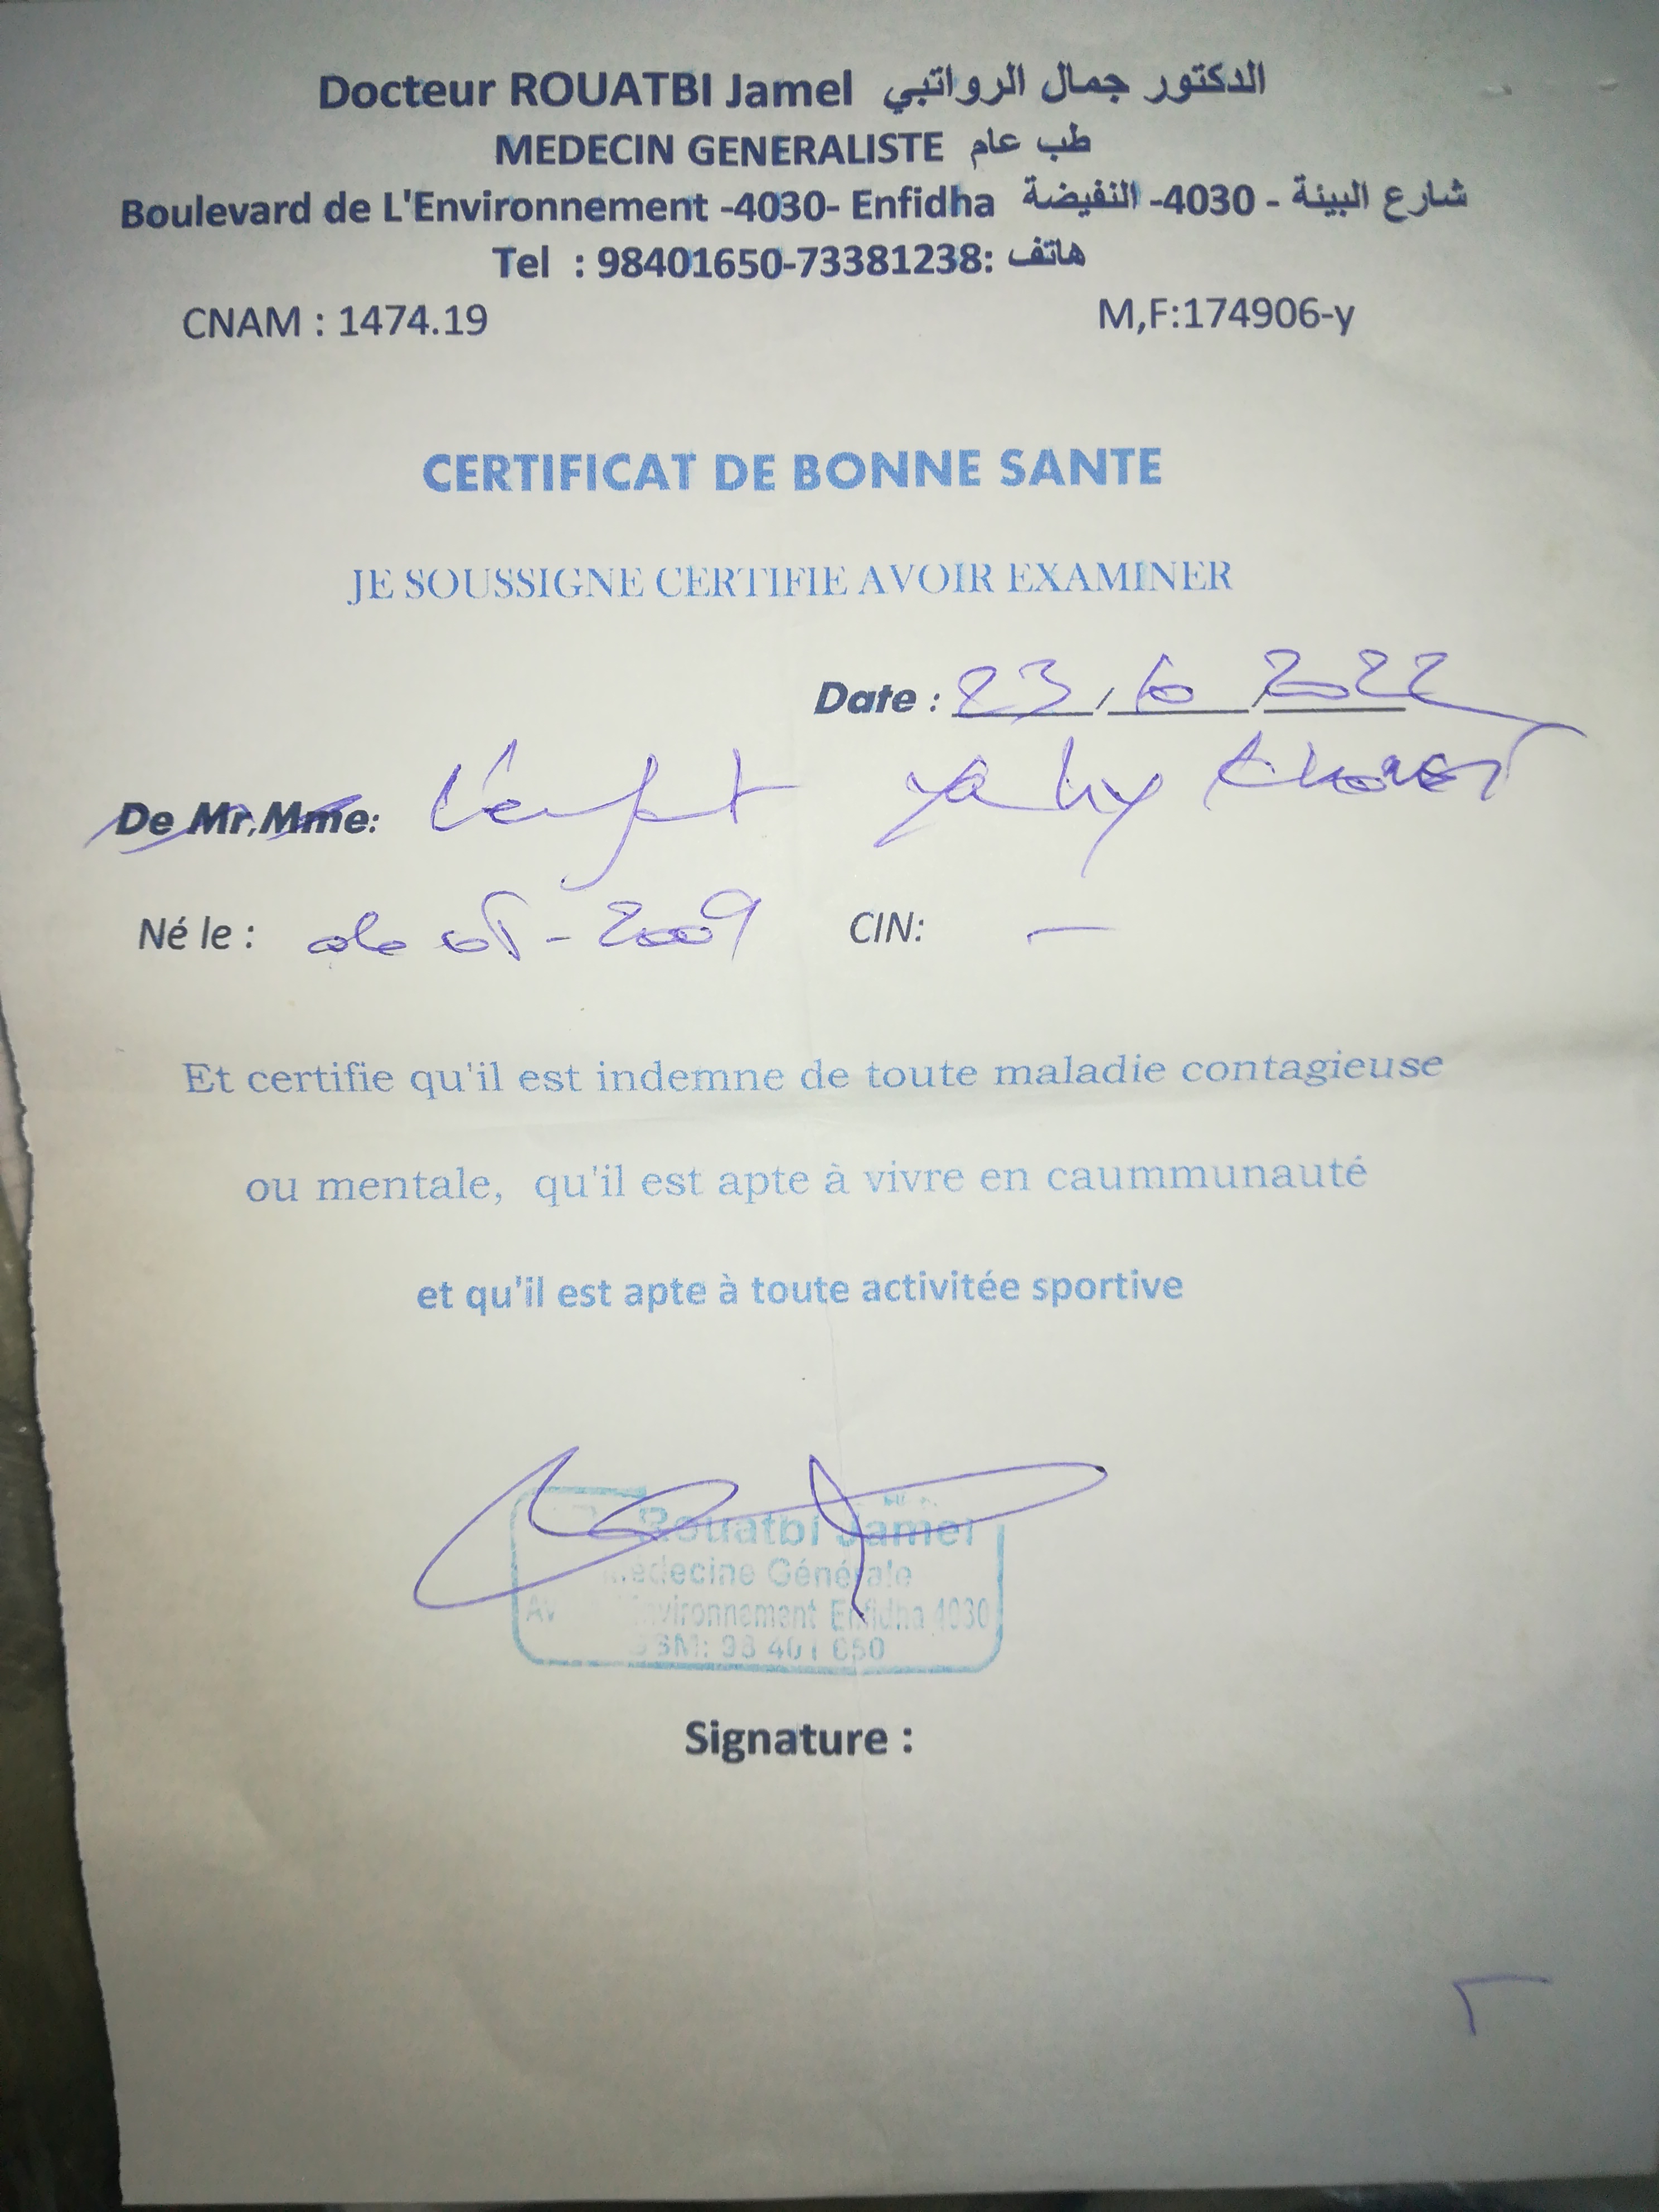 Docteur ROUATBI Jamel الدكتور جمال الرواتبي
MEDECIN GENERALISTE طب عام
Boulevard de L'Environnement -4030- Enfidha شارع البيئة - 4030- النفيضة
Tel : 98401650-73381238: هاتف
CNAM : 1474.19 M,F:174906-y
CERTIFICAT DE BONNE SANTE
JE SOUSSIGNE CERTIFIE AVOIR EXAMINER
Date : 23/6/2022
De Mr,Mme: L'enfant yahy
Né le : 06 05-2009 CIN: —
Et certifie qu'il est indemne de toute maladie contagieuse
ou mentale, qu'il est apte à vivre en caummunauté
et qu'il est apte à toute activitée sportive
Rouatbi Jamel
Médecine Générale
Environnement Enfidha 4030
GSM: 98 401 650
Signature :